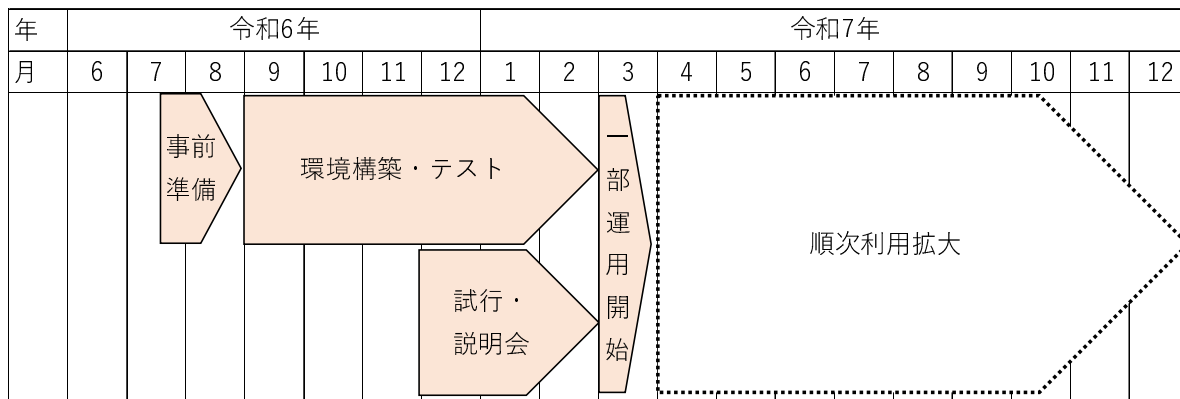 年 令和6年 令和7年
月 6 7 8 9 10 11 12 1 2 3 4 5 6 7 8 9 10 11 12
事前
準備
環境構築・テスト
試行・
説明会
一部運用開始
順次利用拡大